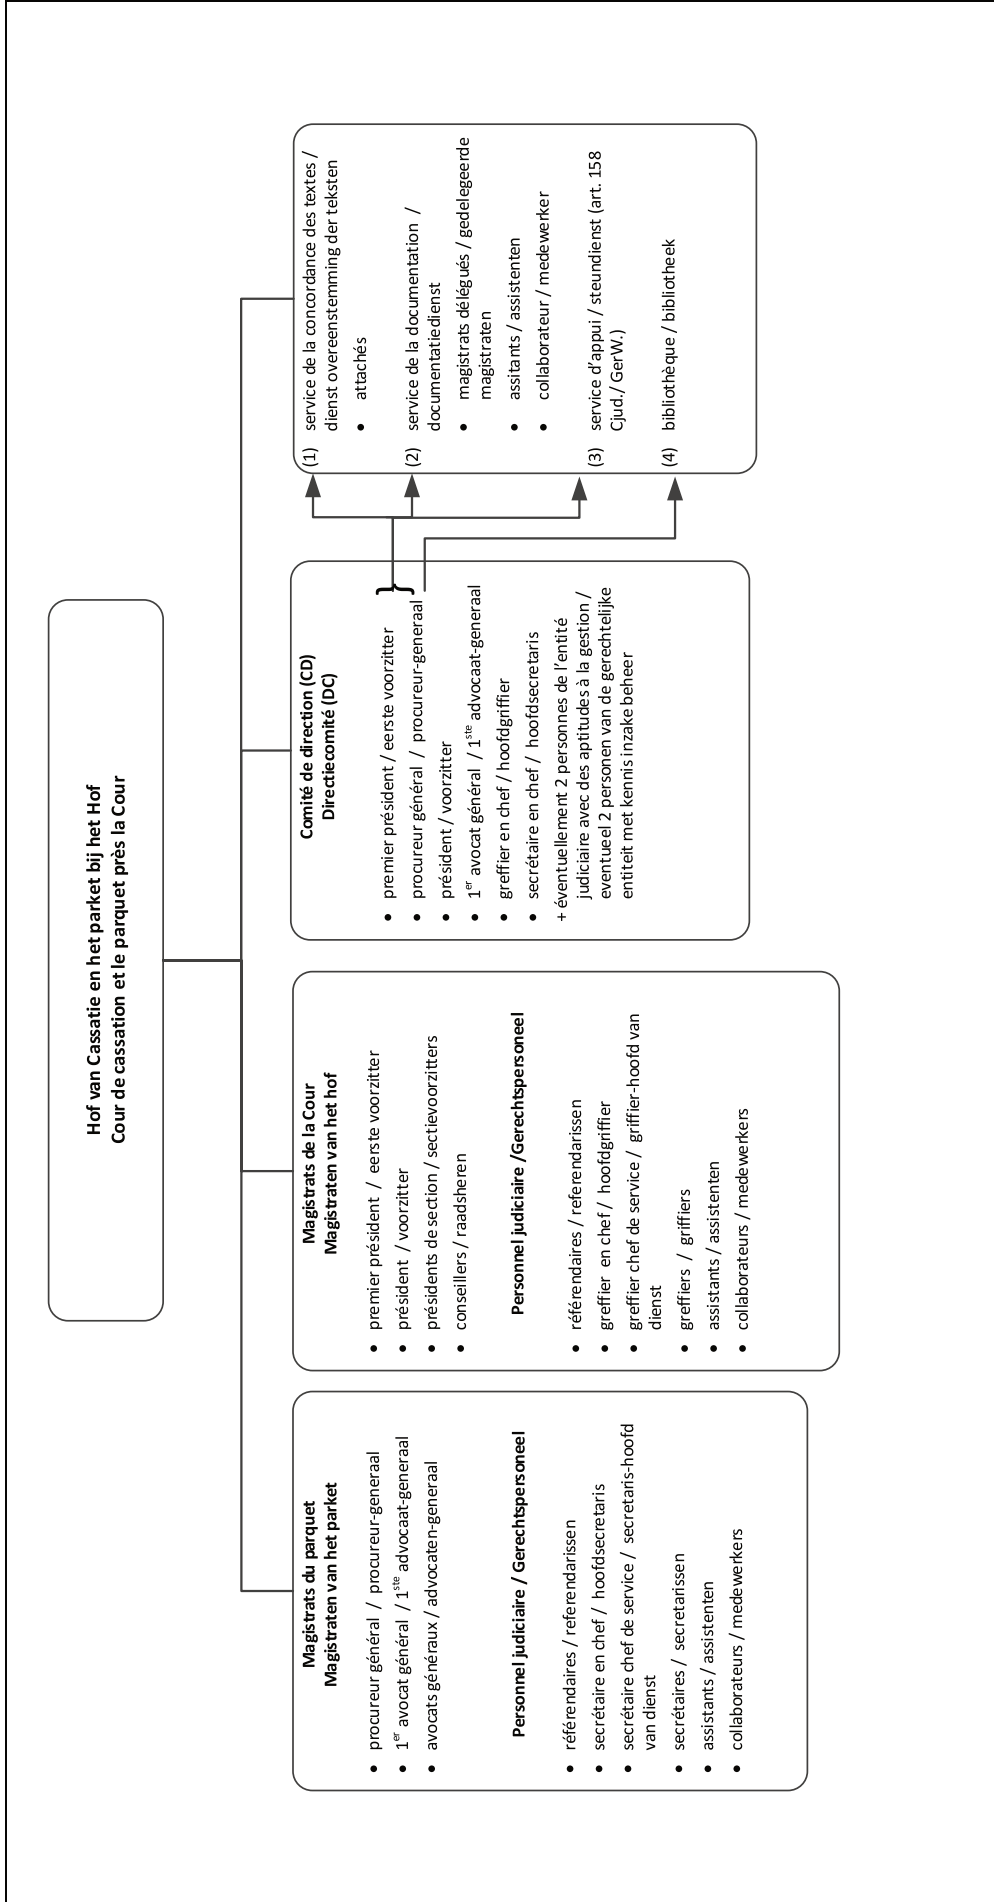 Hof van Cassatie en het parket bij het Hof
Cour de cassation et le parquet près la Cour
Magistrats du parquet
Magistraten van het parket
• procureur général / procureur-generaal
• 1er avocat général / 1ste advocaat-generaal
• avocats généraux / advocaten-generaal
Personnel judiciaire / Gerechtspersoneel
• référendaires / referendarissen
• secrétaire en chef / hoofdsecretaris
• secrétaire chef de service / secretaris-hoofd
van dienst
• secrétaires / secretarissen
• assistants / assistenten
• collaborateurs / medewerkers
Magistrats de la Cour
Magistraten van het hof
• premier président / eerste voorzitter
• président / voorzitter
• présidents de section / sectievoorzitters
• conseillers / raadsheren
Personnel judiciaire /Gerechtspersoneel
• référendaires / referendarissen
• greffier en chef / hoofdgriffier
• greffier chef de service / griffier-hoofd van
dienst
• greffiers / griffiers
• assistants / assistenten
• collaborateurs / medewerkers
Comité de direction (CD)
Directiecomité (DC)
• premier président / eerste voorzitter
• procureur général / procureur-generaal
• président / voorzitter
• 1er avocat général / 1ste advocaat-generaal
• greffier en chef / hoofdgriffier
• secrétaire en chef / hoofdsecretaris
+ éventuellement 2 personnes de l'entité
judiciaire avec des aptitudes à la gestion /
eventueel 2 personen van de gerechtelijke
entiteit met kennis inzake beheer
(1) service de la concordance des textes /
dienst overeenstemming der teksten
• attachés
(2) service de la documentation /
documentatiedienst
• magistrats délégués / gedelegeerde
magistraten
• assitants / assistenten
• collaborateur / medewerker
(3) service d'appui / steundienst (art. 158
Cjud./ GerW.)
(4) bibliothèque / bibliotheek